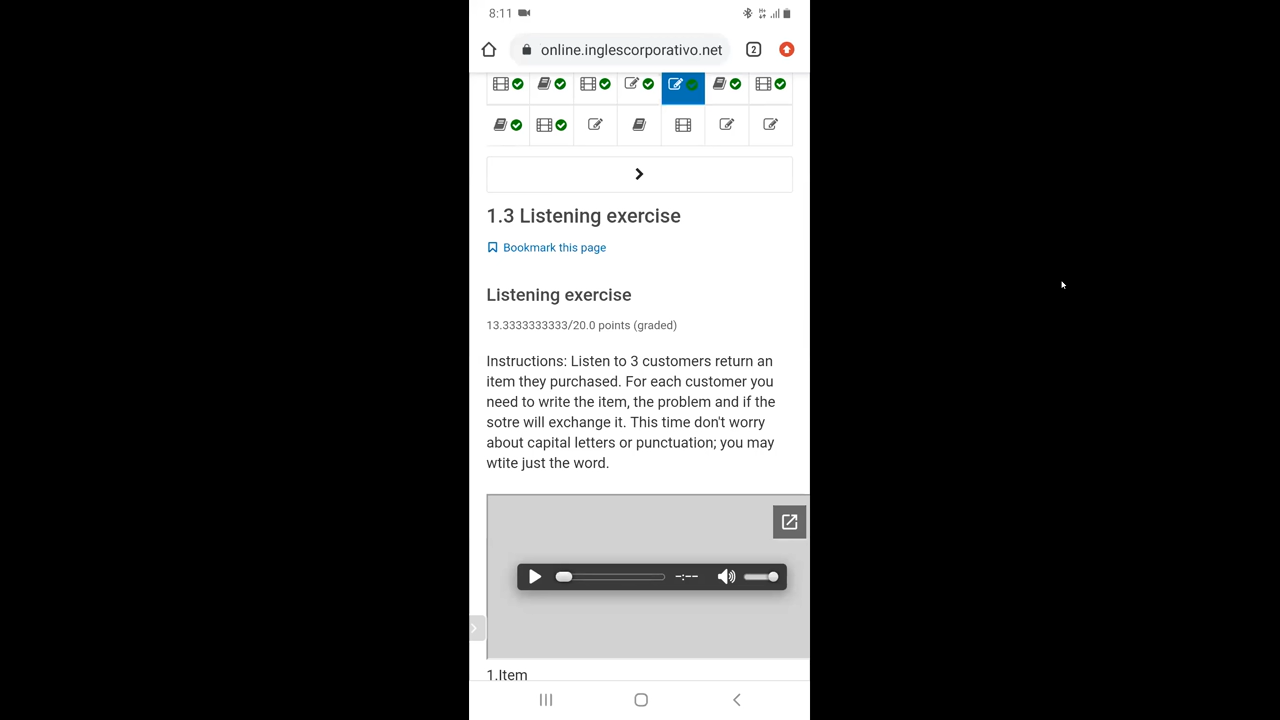 8:11
online.inglescorporativo.net
2
1.3 Listening exercise
Bookmark this page
Listening exercise
13.3333333333/20.0 points (graded)
Instructions: Listen to 3 customers return an
item they purchased. For each customer you
need to write the item, the problem and if the
sotre will exchange it. This time don't worry
about capital letters or punctuation; you may
wtite just the word.
-:--
1.Item